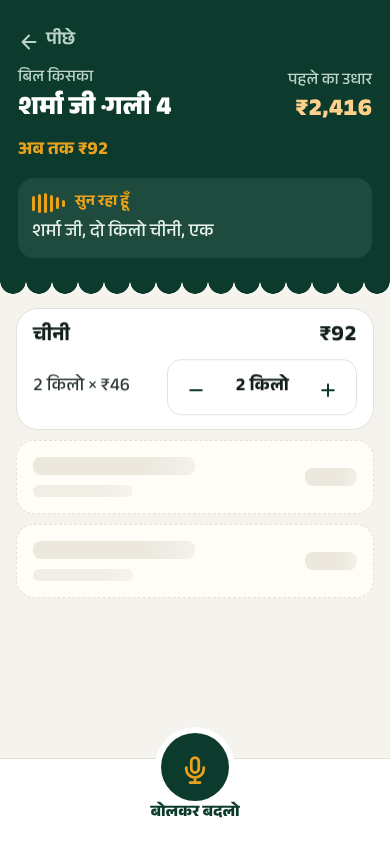 पीछे
बिल किसका
पहले का उधार
शर्मा जी ·गली 4
₹2,416
अब तक ₹92
सुन रहा हूँ
शर्मा जी, दो किलो चीनी, एक
चीनी
₹92
2 किलो × ₹46
− 2 किलो +
बोलकर बदलो